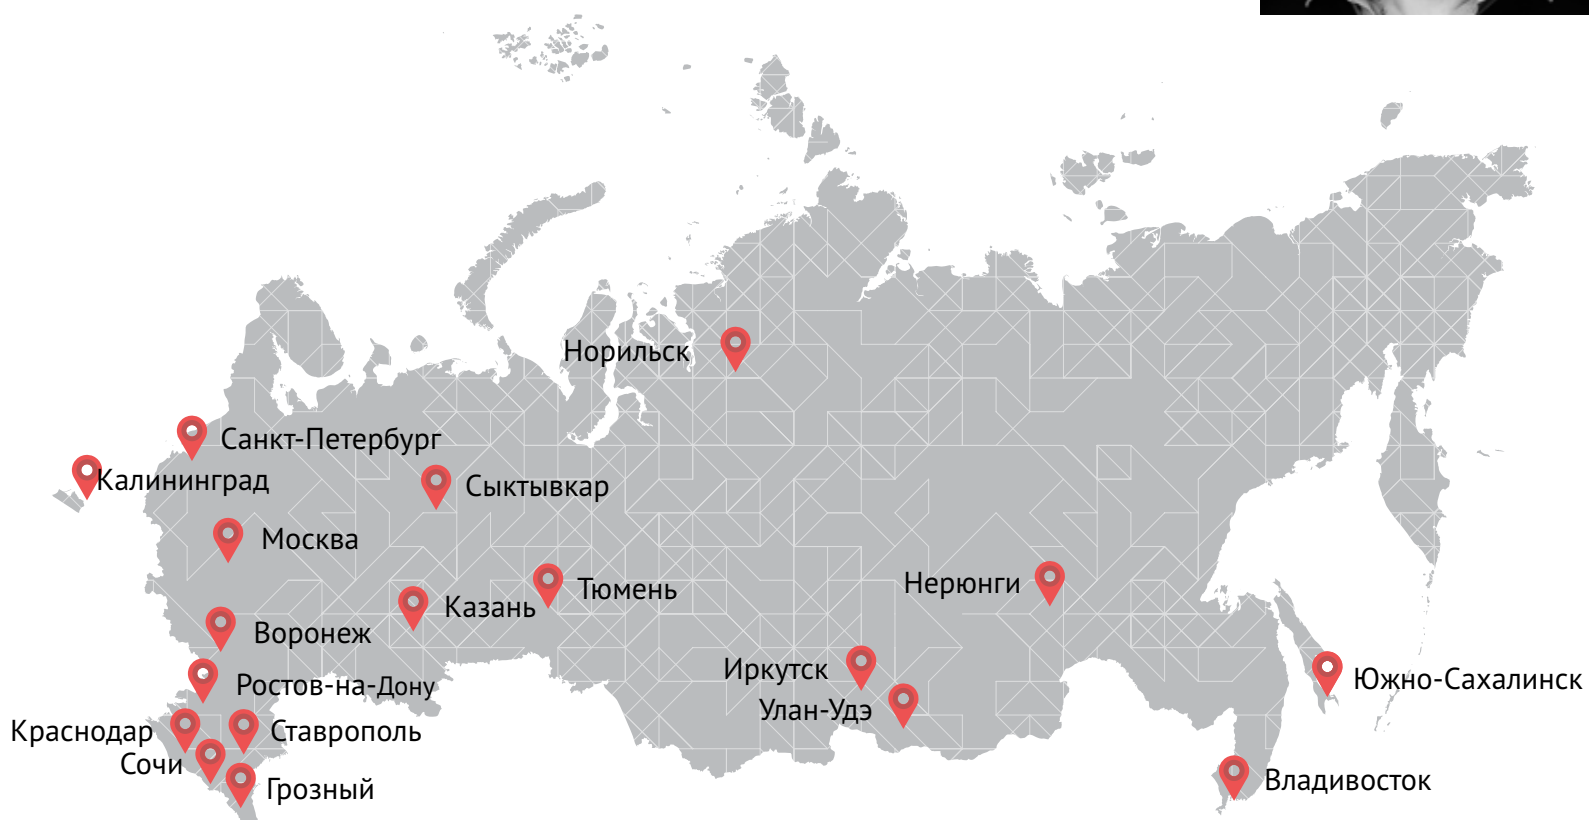 Норильск
Санкт-Петербург
Калининград
Сыктывкар
Москва
Тюмень
Нерюнги
Казань
Воронеж
Иркутск
Южно-Сахалинск
Ростов-на-Дону
Улан-Удэ
Краснодар
Ставрополь
Сочи
Владивосток
Грозный